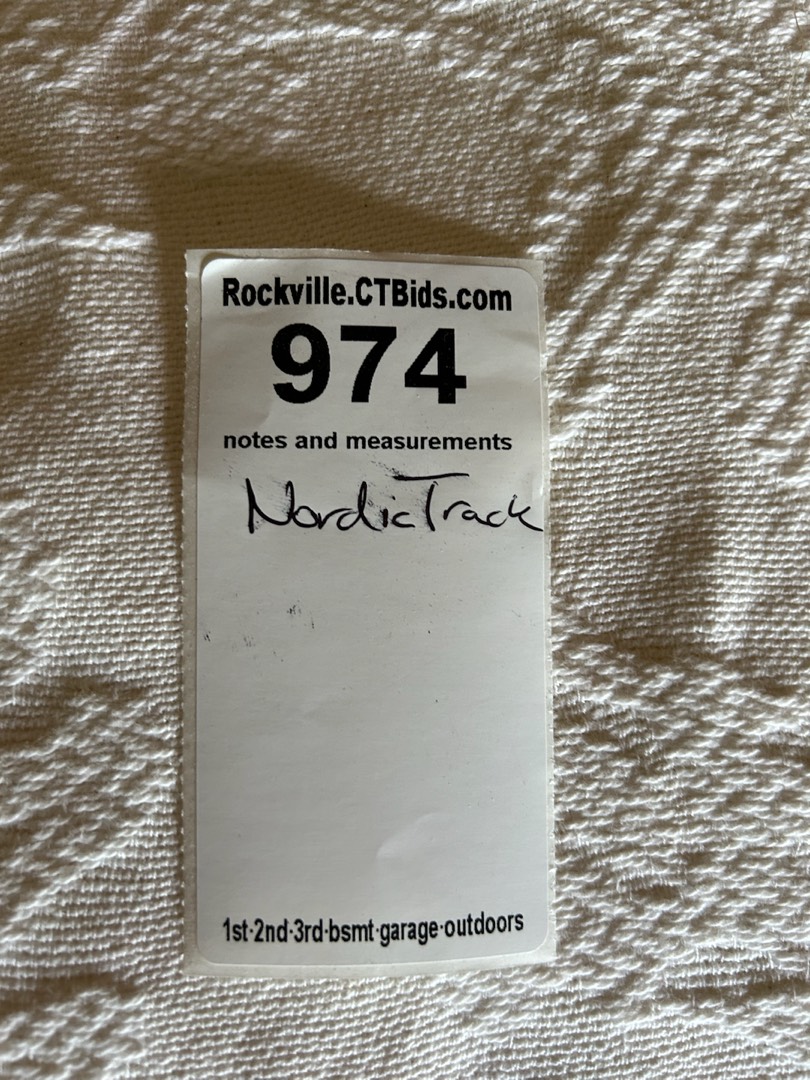 Rockville.CTBids.com
974
notes and measurements
NordicTrack
1st·2nd·3rd·bsmt·garage·outdoors